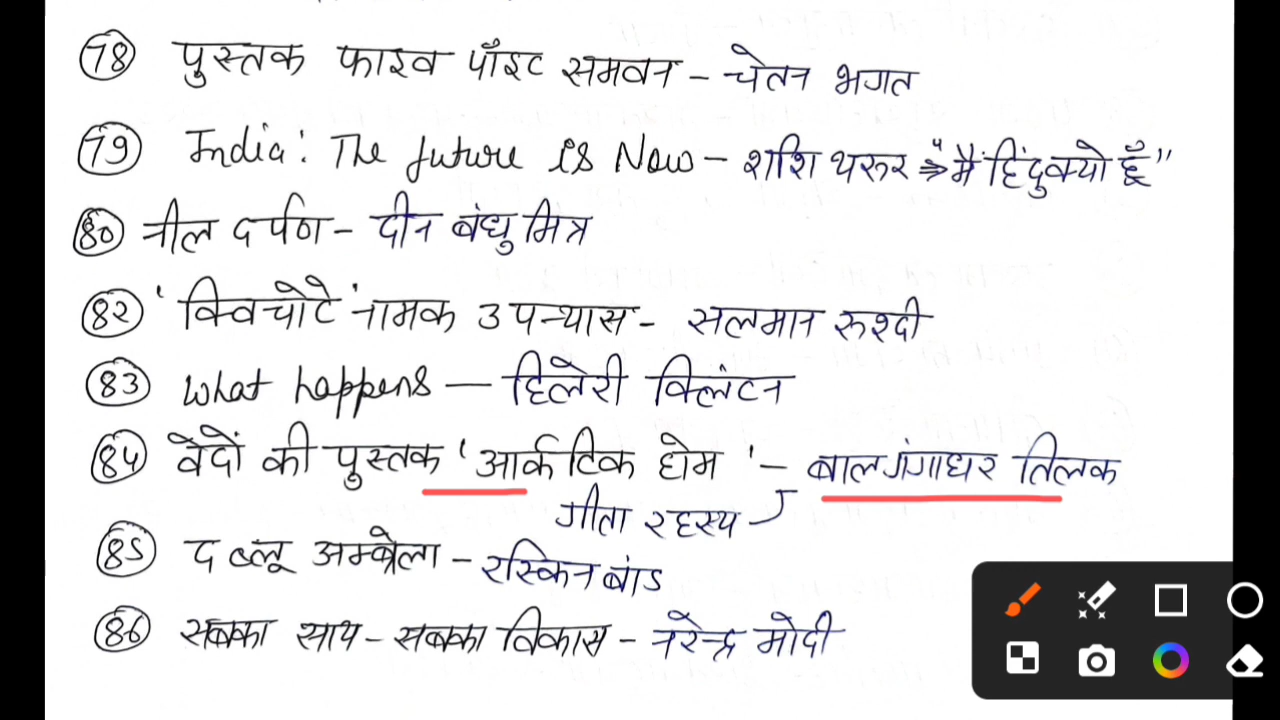 78 पुस्तक फाइव पॉइंट समवन - चेतन भगत
79 India: The future is Now - शशि थरूर ⇒ "मैं हिंदु क्यो हूँ"
80 नील दर्पण - दीन बंधु मित्र
82 'क्विचोटे' नामक उपन्यास - सलमान रुश्दी
83 What happens — हिलेरी क्लिंटन
84 वेदों की पुस्तक 'आर्कटिक होम' - बालगंगाधर तिलक
गीता रहस्य
85 द ब्लू अम्ब्रेला - रस्किन बांड
86 सबका साथ - सबका विकास - नरेन्द्र मोदी